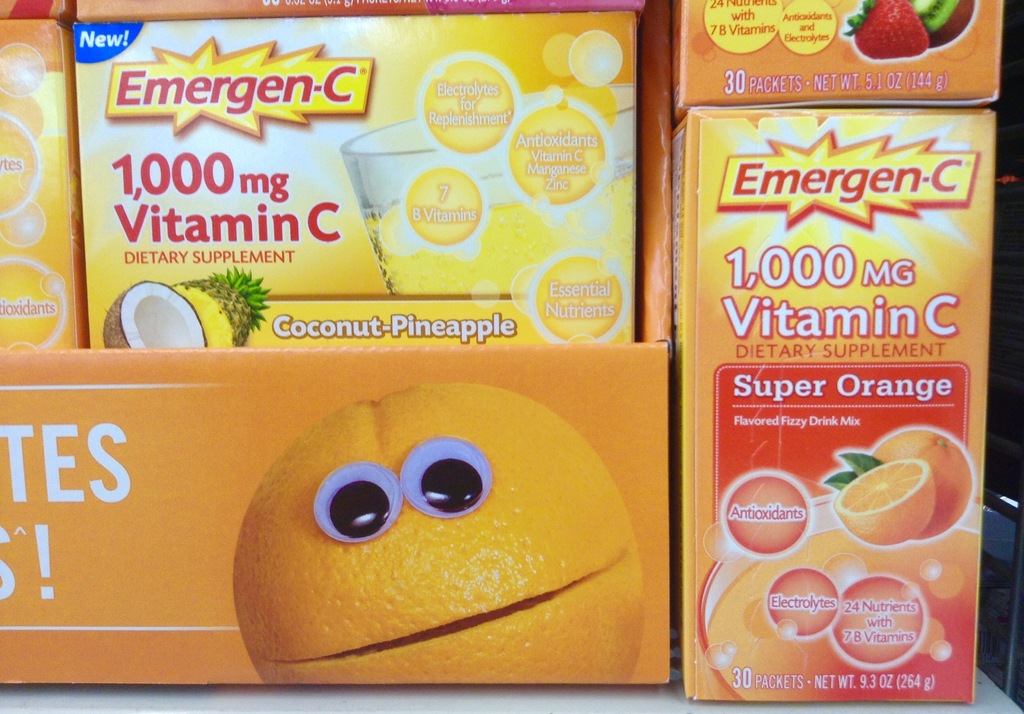 New!
Emergen-C®
1,000 mg
Vitamin C
DIETARY SUPPLEMENT
Coconut-Pineapple
Electrolytes
for
Replenishment*
Antioxidants
Vitamin C
Manganese
Zinc
7
B Vitamins
Essential
Nutrients
TES
S^!
24 Nutrients
with
7 B Vitamins
Antioxidants
and
Electrolytes
30 PACKETS • NET WT. 5.1 OZ (144 g)
Emergen-C®
1,000 MG
Vitamin C
DIETARY SUPPLEMENT
Super Orange
Flavored Fizzy Drink Mix
Antioxidants
Electrolytes
24 Nutrients
with
7 B Vitamins
30 PACKETS • NET WT. 9.3 OZ (264 g)